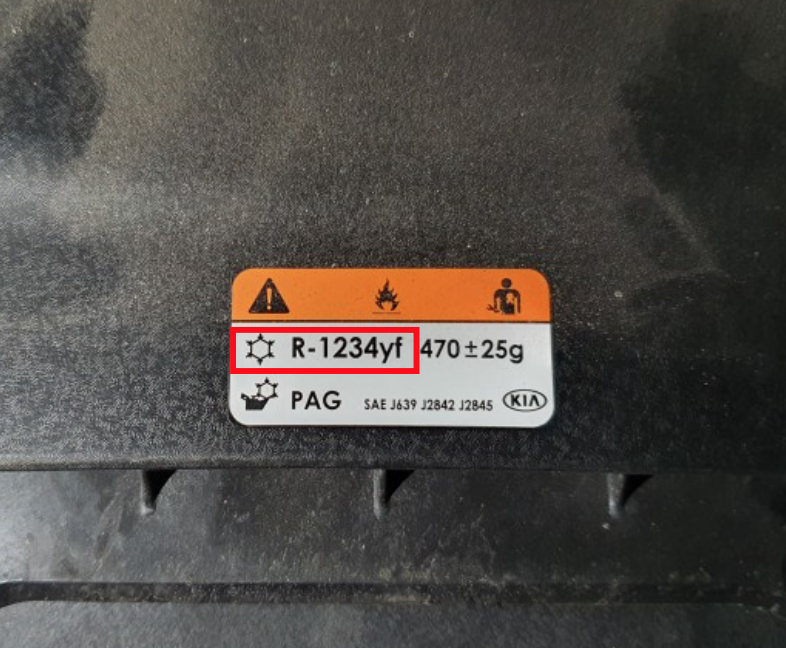 R-1234yf 470±25g
PAG SAE J639 J2842 J2845 KIA